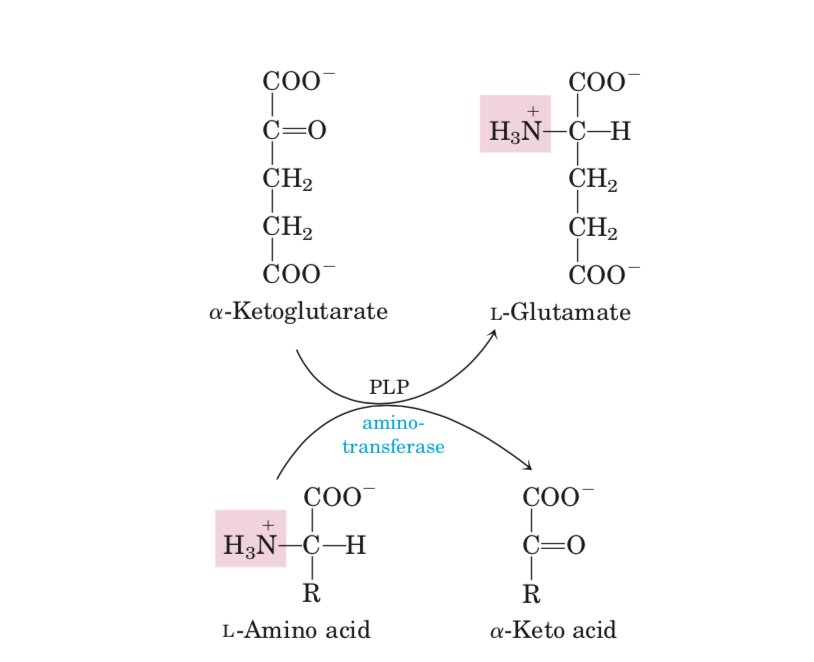 COO⁻
C=O
CH₂
CH₂
COO⁻
α-Ketoglutarate
COO⁻
H₃N⁺—C—H
CH₂
CH₂
COO⁻
L-Glutamate
PLP
amino-
transferase
COO⁻
H₃N⁺—C—H
R
L-Amino acid
COO⁻
C=O
R
α-Keto acid